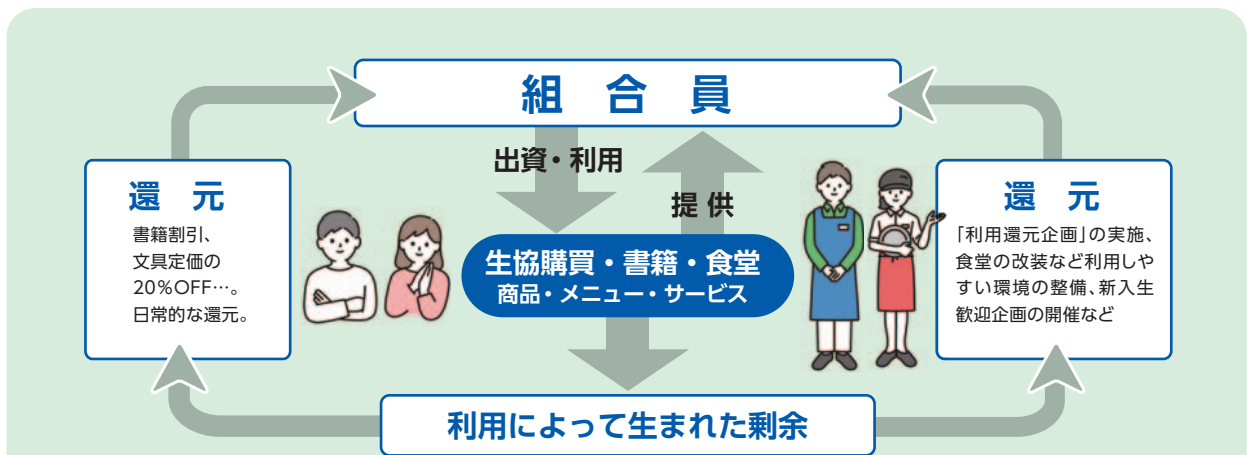 組 合 員
出資・利用
提 供
還 元
書籍割引、
文具定価の
20%OFF…。
日常的な還元。
生協購買・書籍・食堂
商品・メニュー・サービス
還 元
「利用還元企画」の実施、
食堂の改装など利用しや
すい環境の整備、新入生
歓迎企画の開催など
利用によって生まれた剰余